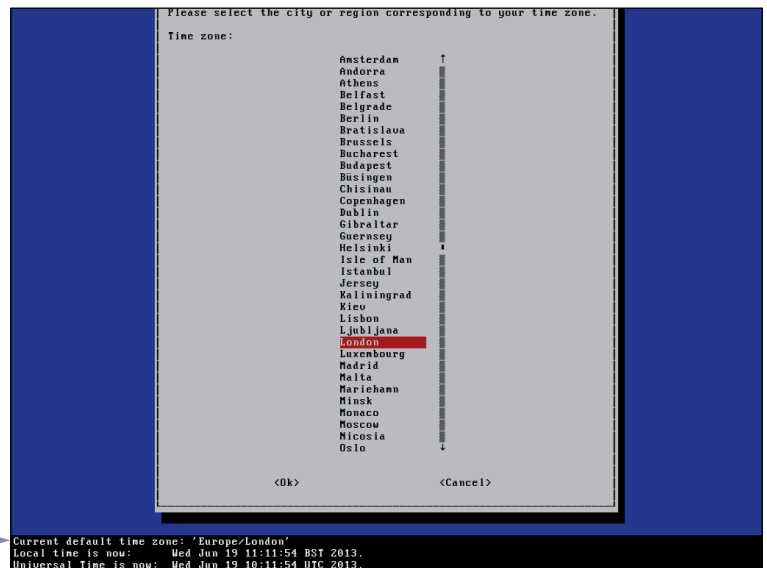 Please select the city or region corresponding to your time zone.
Time zone:
Amsterdam
Andorra
Athens
Belfast
Belgrade
Berlin
Bratislava
Brussels
Bucharest
Budapest
Büsingen
Chisinau
Copenhagen
Dublin
Gibraltar
Guernsey
Helsinki
Isle of Man
Istanbul
Jersey
Kaliningrad
Kiev
Lisbon
Ljubljana
London
Luxembourg
Madrid
Malta
Mariehamn
Minsk
Monaco
Moscow
Nicosia
Oslo
<Ok> <Cancel>
Current default time zone: 'Europe/London'
Local time is now: Wed Jun 19 11:11:54 BST 2013.
Universal Time is now: Wed Jun 19 10:11:54 UTC 2013.